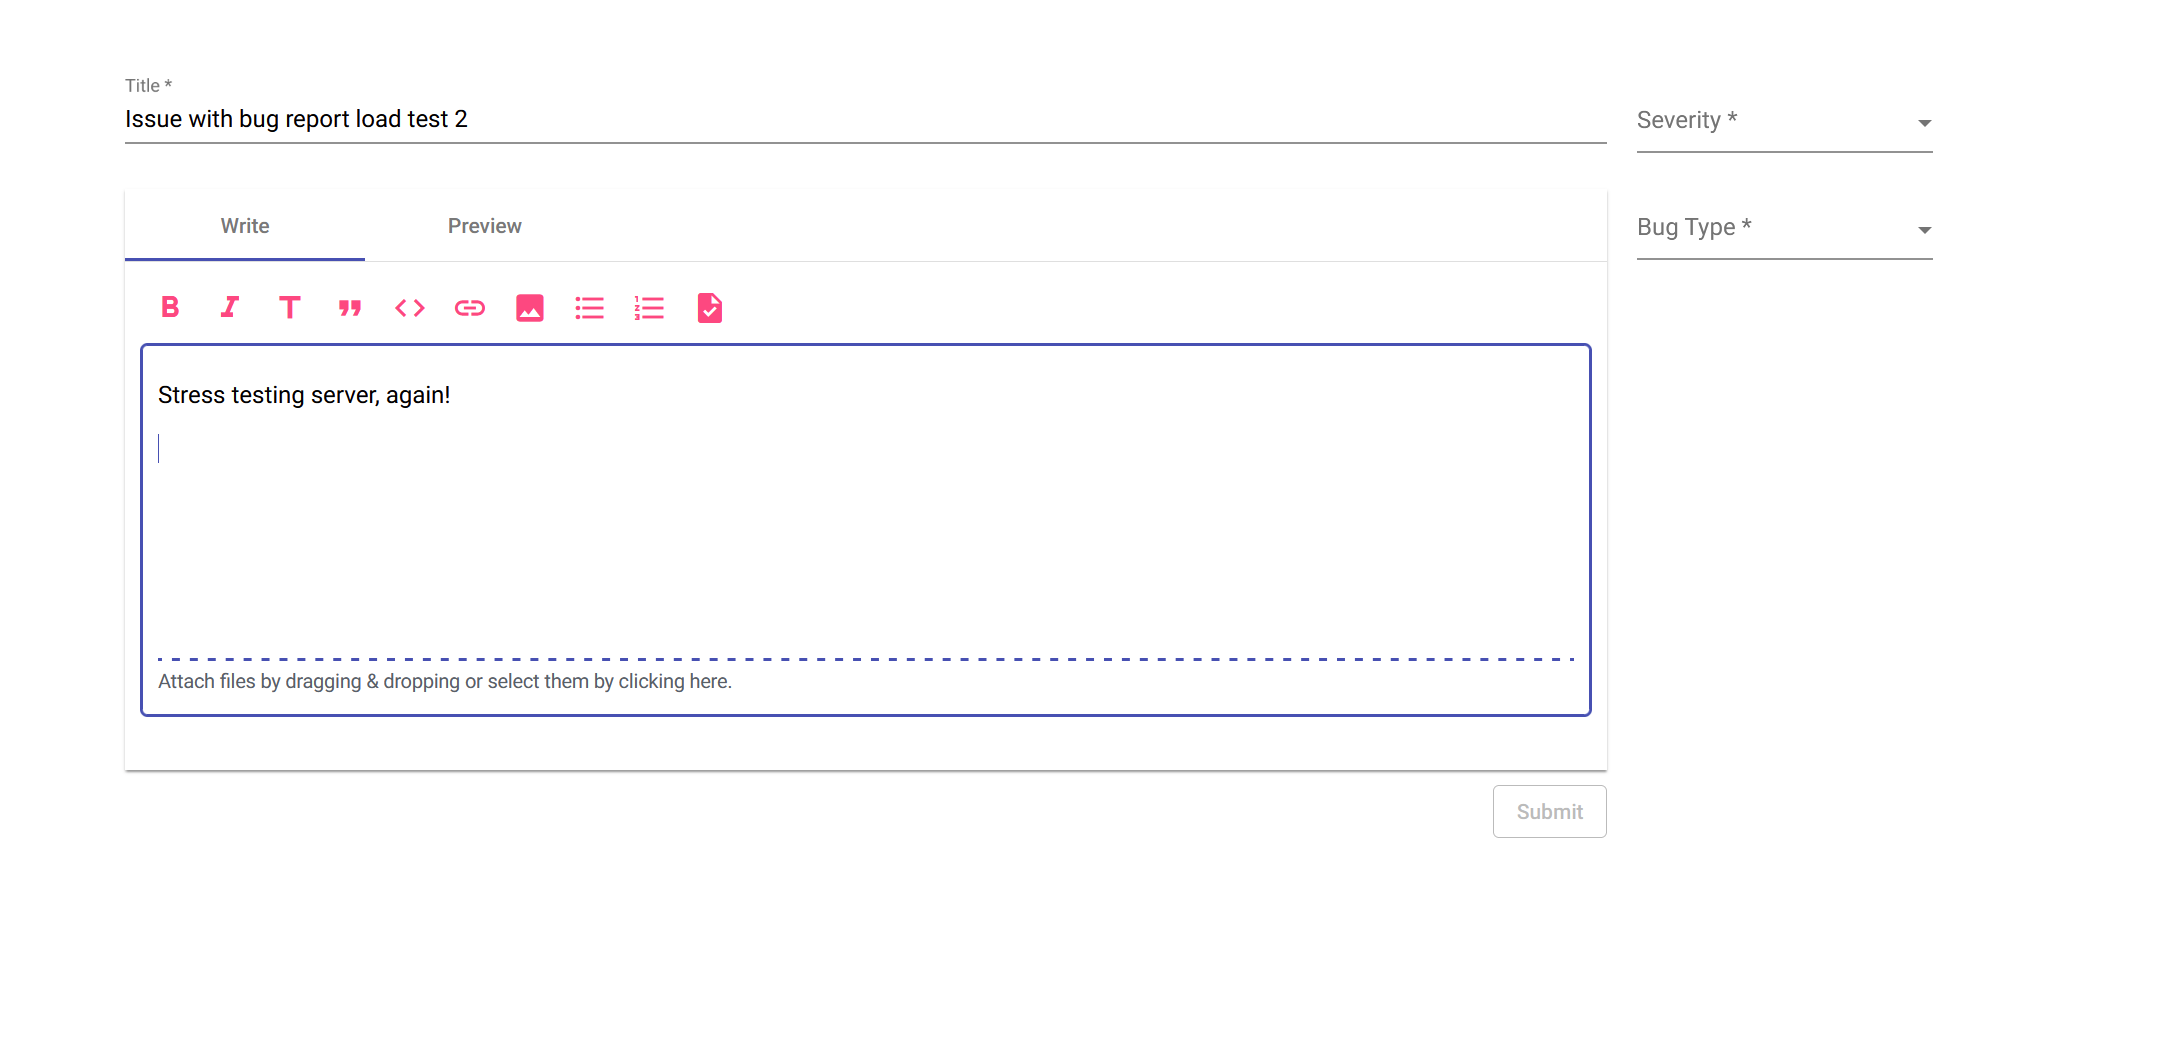 Title *
Issue with bug report load test 2
Severity *
Write
Preview
Bug Type *
Stress testing server, again!
Attach files by dragging & dropping or select them by clicking here.
Submit